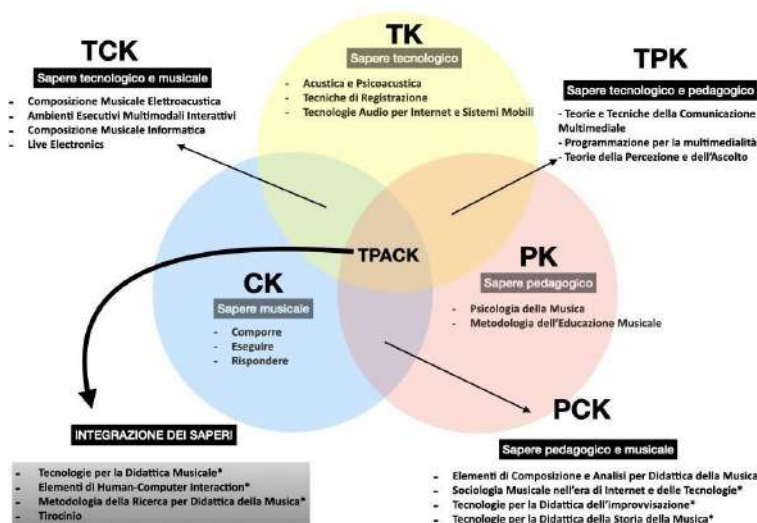 TCK
Sapere tecnologico e musicale
- Composizione Musicale Elettroacustica
- Ambienti Esecutivi Multimodali Interattivi
- Composizione Musicale Informatica
- Live Electronics
TK
Sapere tecnologico
- Acustica e Psicoacustica
- Tecniche di Registrazione
- Tecnologie Audio per Internet e Sistemi Mobili
TPK
Sapere tecnologico e pedagogico
- Teorie e Tecniche della Comunicazione
Multimediale
- Programmazione per la multimedialità
- Teorie della Percezione e dell'Ascolto
TPACK
CK
Sapere musicale
- Comporre
- Eseguire
- Rispondere
PK
Sapere pedagogico
- Psicologia della Musica
- Metodologia dell'Educazione Musicale
INTEGRAZIONE DEI SAPERI
- Tecnologie per la Didattica Musicale*
- Elementi di Human-Computer Interaction*
- Metodologia della Ricerca per Didattica della Musica*
- Tirocinio
PCK
Sapere pedagogico e musicale
- Elementi di Composizione e Analisi per Didattica della Musica
- Sociologia Musicale nell'era di Internet e delle Tecnologie*
- Tecnologie per la Didattica dell'improvvisazione*
- Tecnologie per la Didattica della Storia della Musica*